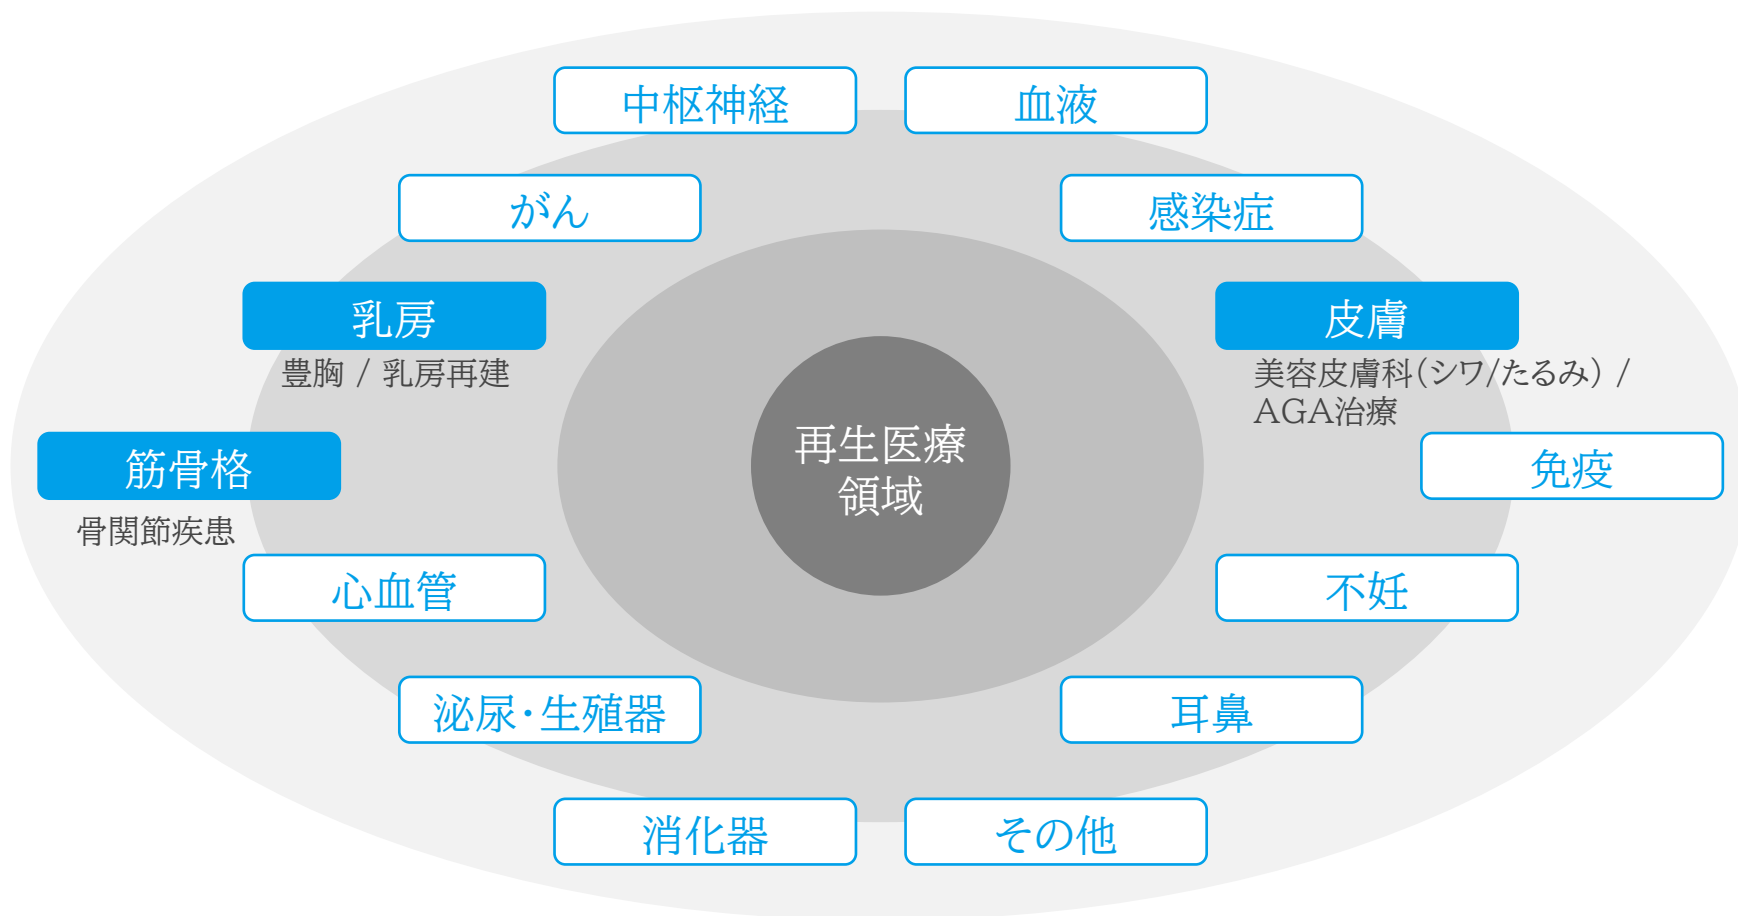 中枢神経
血液
がん
感染症
乳房
豊胸 / 乳房再建
皮膚
美容皮膚科(シワ/たるみ) /
AGA治療
再生医療
領域
筋骨格
骨関節疾患
免疫
心血管
不妊
泌尿・生殖器
耳鼻
消化器
その他